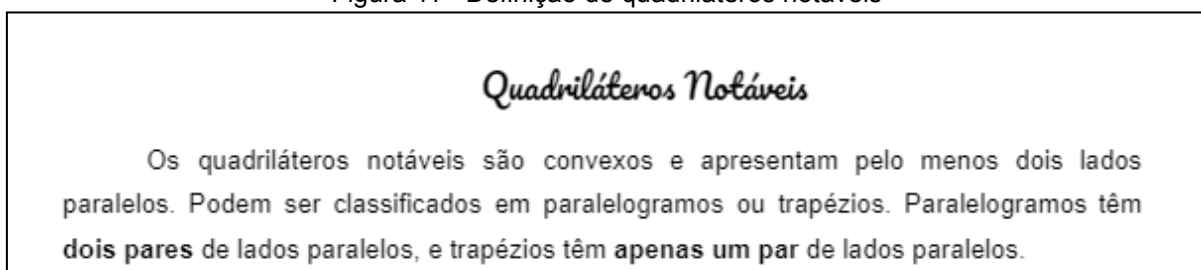 Quadriláteros Notáveis
Os quadriláteros notáveis são convexos e apresentam pelo menos dois lados
paralelos. Podem ser classificados em paralelogramos ou trapézios. Paralelogramos têm
dois pares de lados paralelos, e trapézios têm apenas um par de lados paralelos.